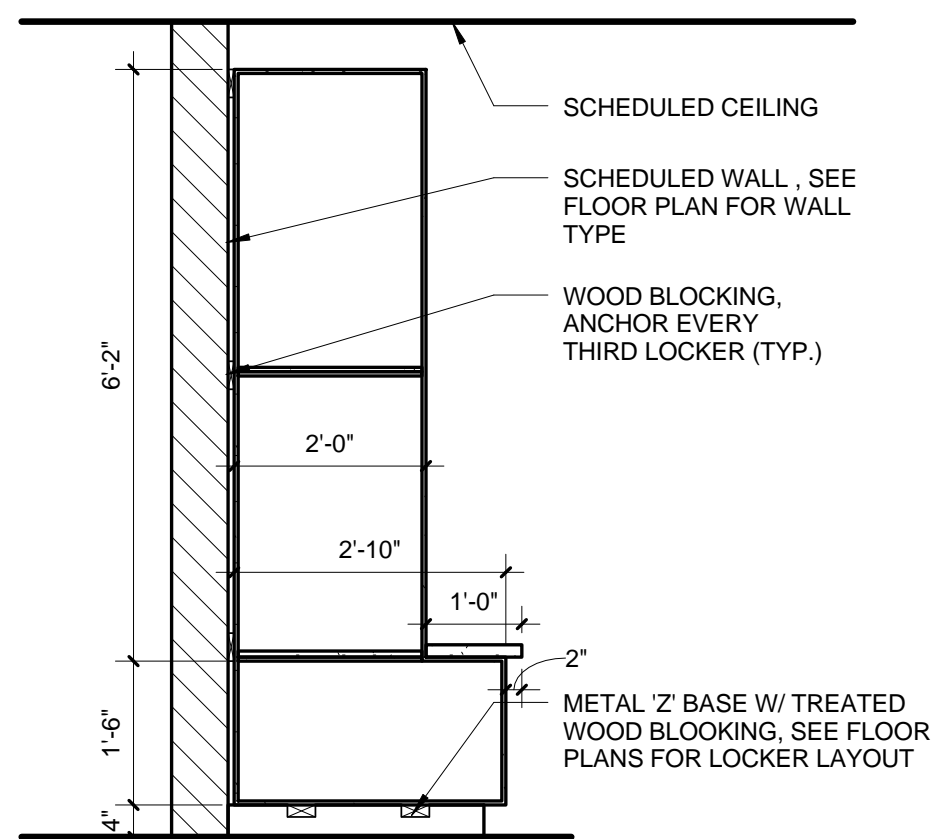 SCHEDULED CEILING
SCHEDULED WALL , SEE
FLOOR PLAN FOR WALL
TYPE
WOOD BLOCKING,
ANCHOR EVERY
THIRD LOCKER (TYP.)
6'-2"
2'-0"
2'-10"
1'-0"
2"
METAL 'Z' BASE W/ TREATED
WOOD BLOOKING, SEE FLOOR
PLANS FOR LOCKER LAYOUT
1'-6"
4"